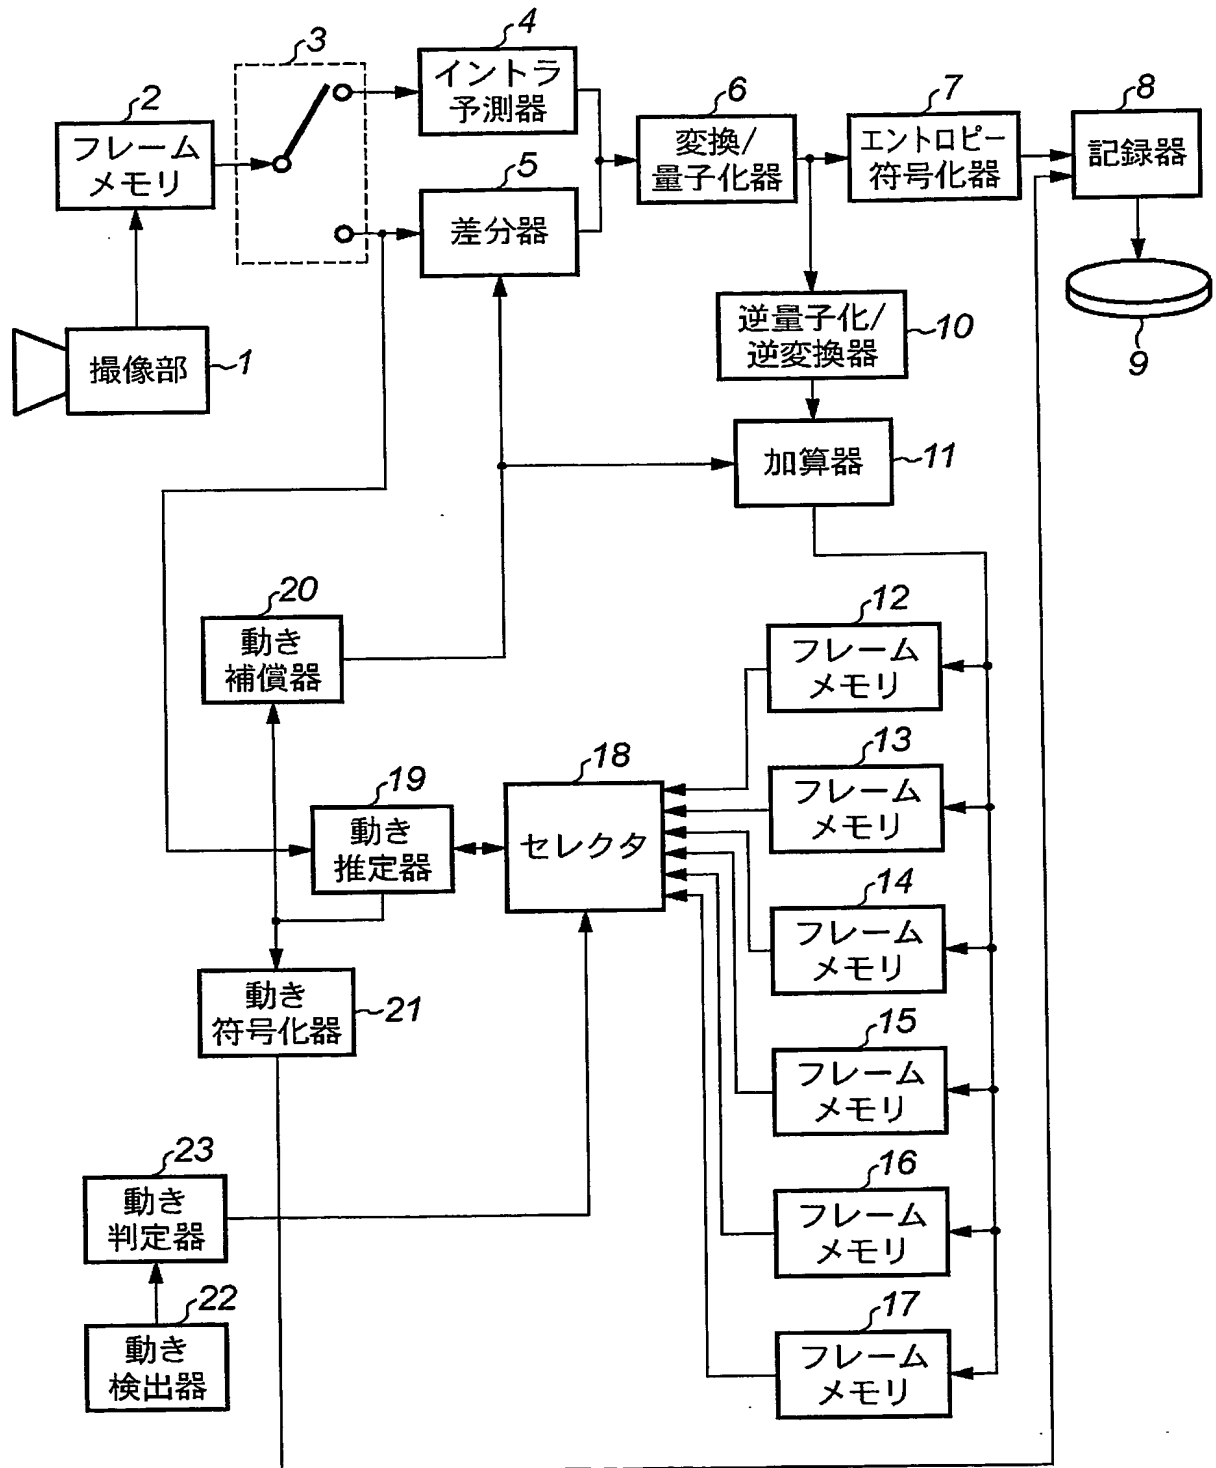 3
4
イントラ
予測器
2
フレーム
メモリ
6
変換/
量子化器
7
エントロピー
符号化器
8
記録器
5
差分器
撮像部
1
逆量子化/
逆変換器
10
9
加算器
11
20
動き
補償器
12
フレーム
メモリ
13
フレーム
メモリ
18
セレクタ
19
動き
推定器
14
フレーム
メモリ
動き
符号化器
21
15
フレーム
メモリ
23
動き
判定器
16
フレーム
メモリ
22
動き
検出器
17
フレーム
メモリ